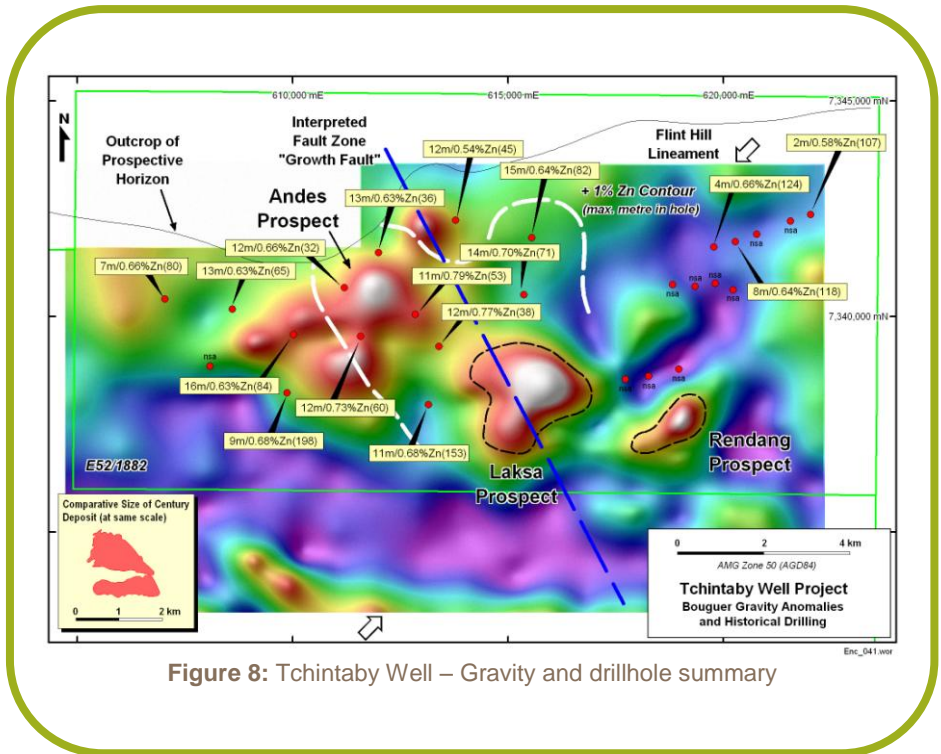 610,000 mE
615,000 mE
620,000 mE
7,345,000 mN
N
Outcrop of
Prospective
Horizon
Interpreted
Fault Zone
"Growth Fault"
Flint Hill
Lineament
2m/0.58%Zn(107)
12m/0.54%Zn(45)
15m/0.64%Zn(82)
4m/0.66%Zn(124)
+ 1% Zn Contour
(max. metre in hole)
Andes
Prospect
13m/0.63%Zn(36)
12m/0.66%Zn(32)
14m/0.70%Zn(71)
7m/0.66%Zn(80)
13m/0.63%Zn(65)
11m/0.79%Zn(53)
nsa
nsa
nsa
nsa
nsa
8m/0.64%Zn(118)
12m/0.77%Zn(38)
7,340,000 mN
nsa
nsa
nsa
nsa
16m/0.63%Zn(84)
12m/0.73%Zn(60)
9m/0.68%Zn(198)
11m/0.68%Zn(153)
Laksa
Prospect
Rendang
Prospect
E52/1882
Comparative Size of Century
Deposit (at same scale)
0 1 2 km
0 2 4 km
AMG Zone 50 (AGD84)
Tchintaby Well Project
Bouguer Gravity Anomalies
and Historical Drilling
Enc_041.wor
Figure 8: Tchintaby Well – Gravity and drillhole summary